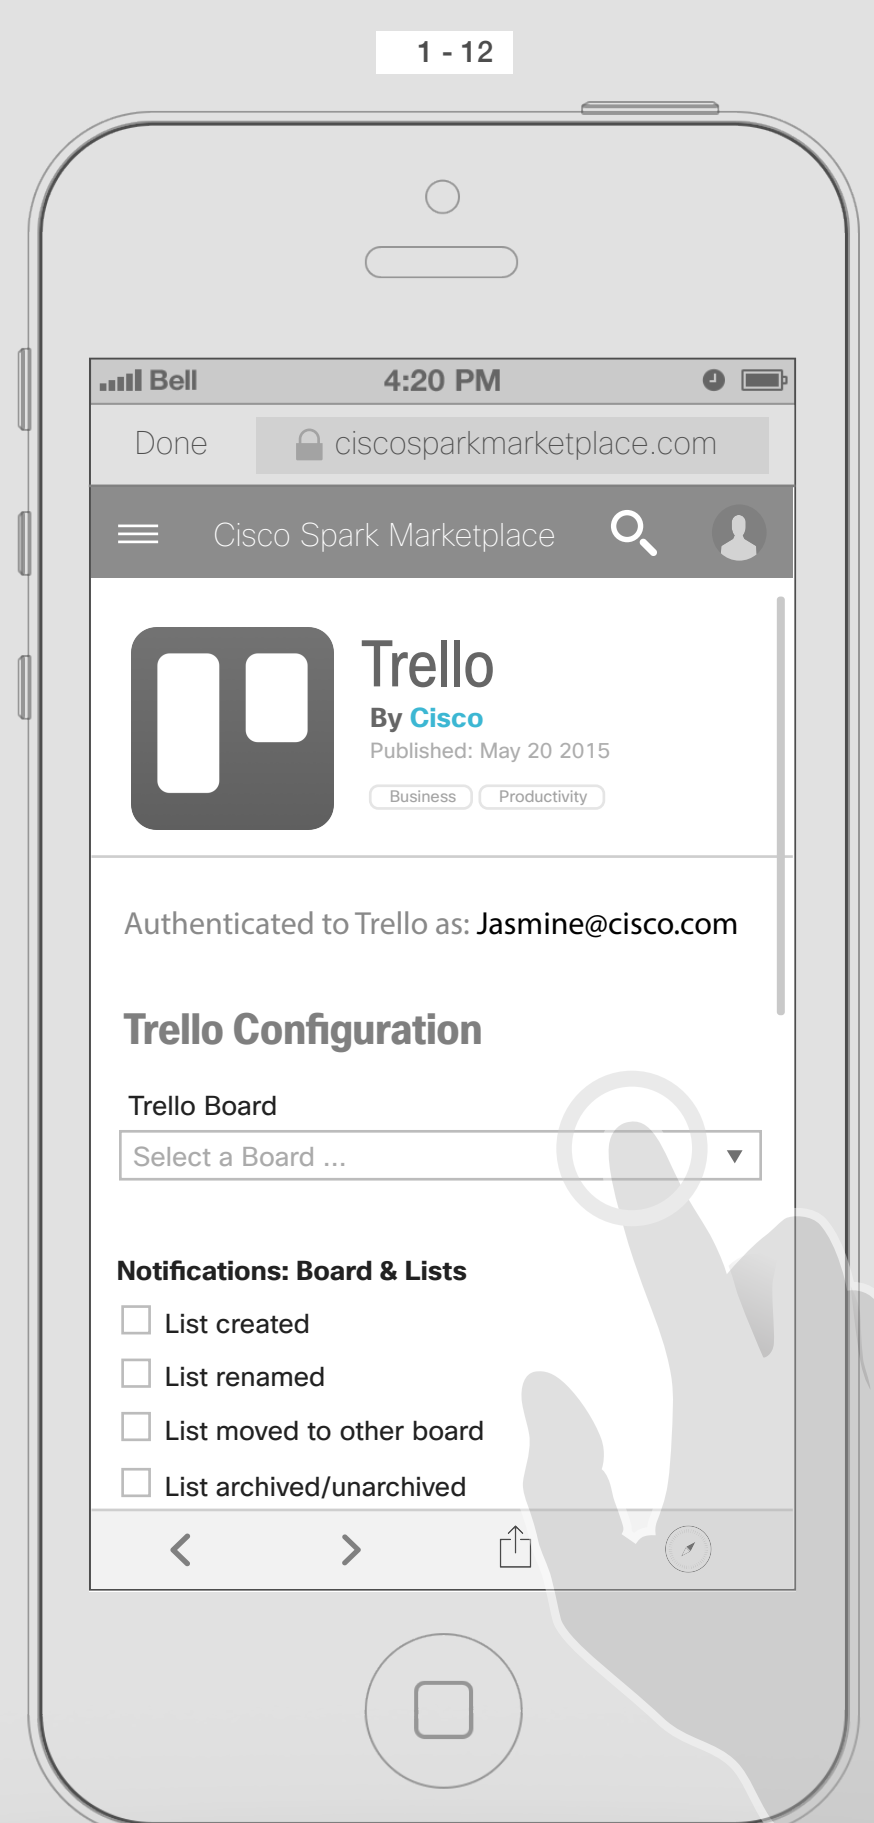 1 - 12
Bell
4:20 PM
Done
ciscosparkmarketplace.com
Cisco Spark Marketplace
Trello
By Cisco
Published: May 20 2015
Business Productivity
Authenticated to Trello as: Jasmine@cisco.com
Trello Configuration
Trello Board
Select a Board ...
Notifications: Board & Lists
List created
List renamed
List moved to other board
List archived/unarchived